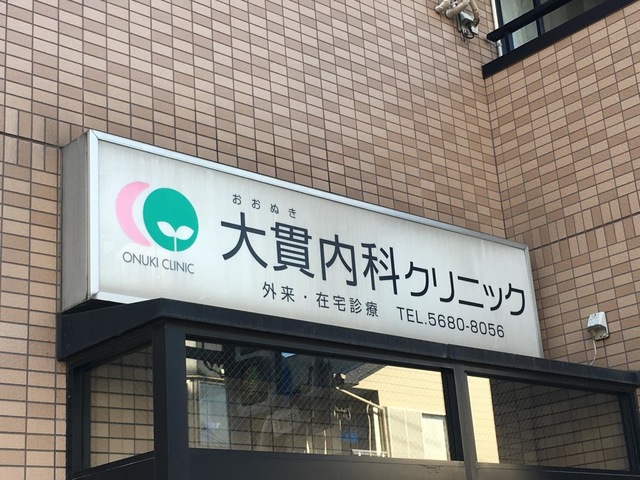 おおぬき
大貫内科クリニック
ONUKI CLINIC
外来・在宅診療 TEL.5680-8056